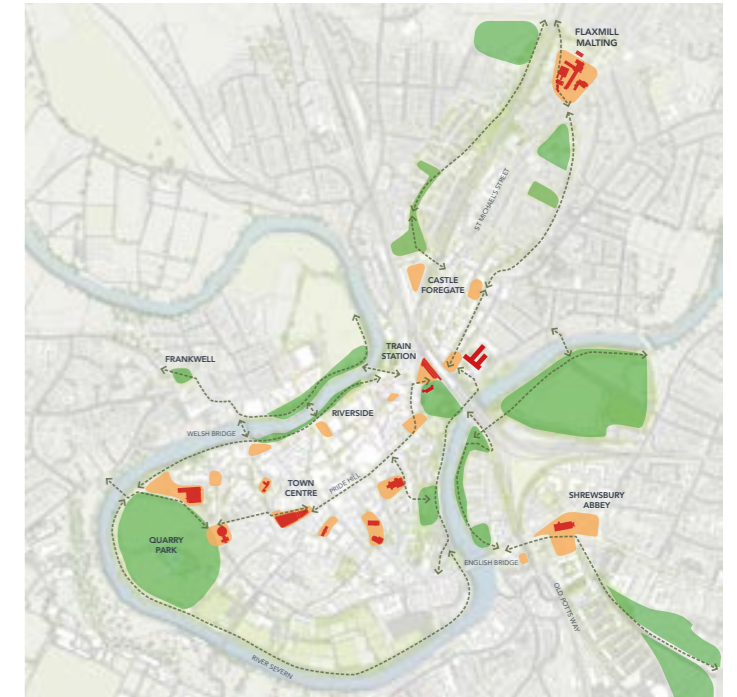 FLAXMILL
MALTING
ST MICHAEL'S STREET
CASTLE
FOREGATE
TRAIN
STATION
FRANKWELL
RIVERSIDE
WELSH BRIDGE
TOWN
CENTRE
PRIDE HILL
SHREWSBURY
ABBEY
QUARRY
PARK
ENGLISH BRIDGE
OLD POTTS WAY
RIVER SEVERN